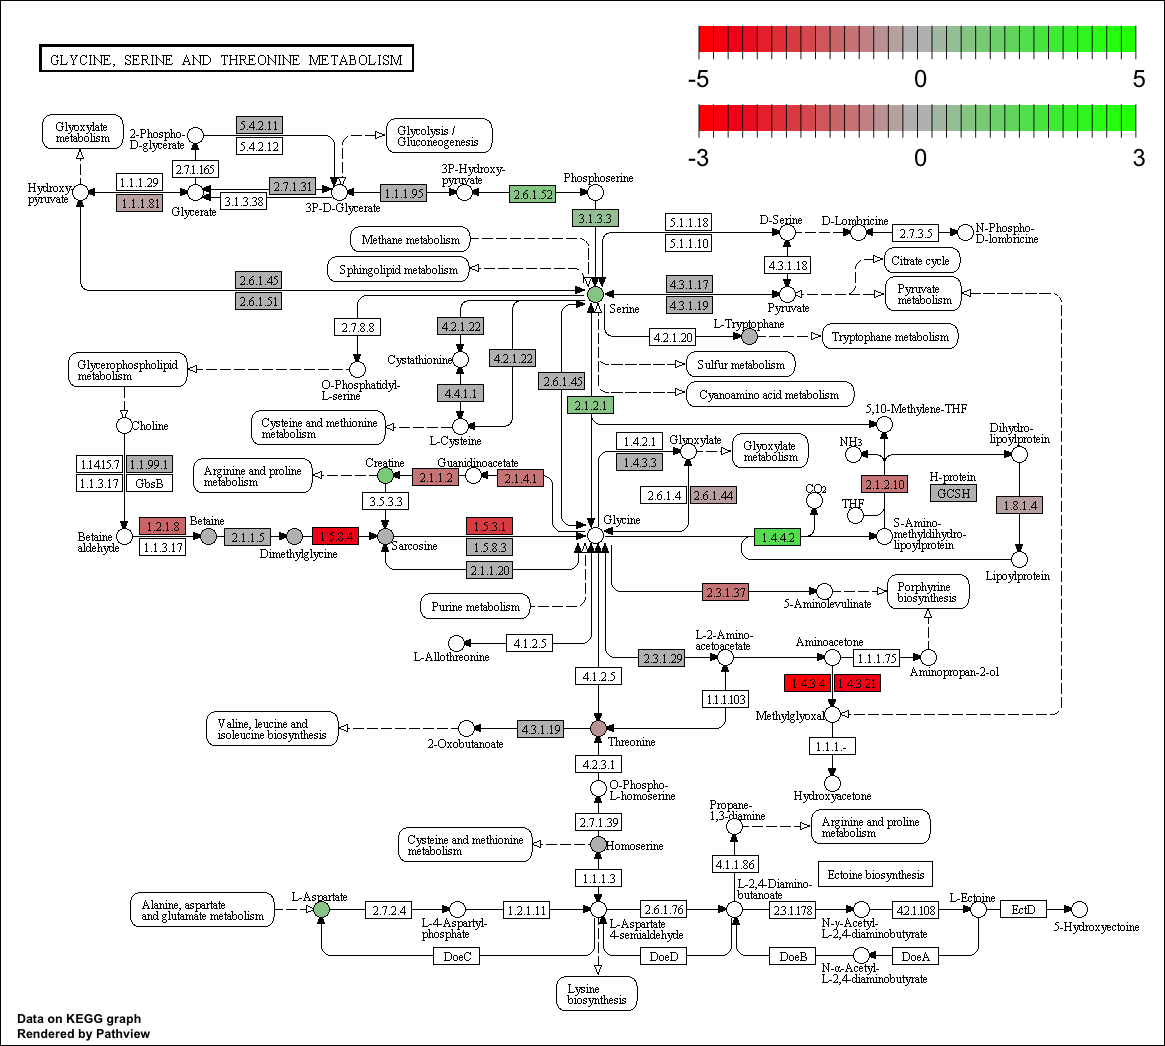 GLYCINE, SERINE AND THREONINE METABOLISM
-5
0
5
-3
0
3
Glyoxylate
metabolism
2-Phospho-
D-glycerate
5.4.2.11
5.4.2.12
Glycolysis /
Gluconeogenesis
2.7.1.165
3P-Hydroxy-
pyruvate
Phosphoserine
Hydroxy
pyruvate
1.1.1.29
1.1.1.81
Glycerate
2.7.1.31
3.1.3.38
3P-D-Glycerate
1.1.1.95
2.6.1.52
3.1.3.3
Methane metabolism
Sphingolipid metabolism
5.1.1.18
5.1.1.10
D-Serine
D-Lombricine
2.7.3.5
N-Phospho-
D-lombricine
4.3.1.18
Citrate cycle
Pyruvate
metabolism
2.6.1.45
2.6.1.51
4.3.1.17
4.3.1.19
Serine
Pyruvate
2.7.8.8
4.2.1.22
4.2.1.20
L-Tryptophane
Tryptophane metabolism
Cystathionine
4.2.1.22
Sulfur metabolism
Glycerophospholipid
metabolism
O-Phosphatidyl-
L-serine
4.4.1.1
2.6.1.45
2.1.2.1
Cyanoamino acid metabolism
Choline
Cysteine and methionine
metabolism
L-Cysteine
5,10-Methylene-THF
1.4.2.1
1.4.3.3
Glyoxylate
Glyoxylate
metabolism
NH3
Dihydro-
lipoylprotein
1.14.15.7
1.1.99.1
1.1.3.17
GbsB
Arginine and proline
metabolism
Creatine
2.1.1.2
Guanidinoacetate
2.1.4.1
2.6.1.4
2.6.1.44
CO2
THF
2.1.2.10
H-protein
GCSH
1.8.1.4
3.5.3.3
Betaine
aldehyde
1.2.1.8
1.1.3.17
Betaine
2.1.1.5
Dimethylglycine
1.5.8.4
Sarcosine
1.5.3.1
1.5.8.3
2.1.1.20
Glycine
1.4.4.2
S-Amino-
methyldihydro-
lipoylprotein
Lipoylprotein
Purine metabolism
2.3.1.37
5-Aminolevulinate
Porphyrine
biosynthesis
L-Allothreonine
4.1.2.5
2.3.1.29
L-2-Amino-
acetoacetate
Aminoacetone
1.1.1.75
Aminopropan-2-ol
4.1.2.5
1.1.1.103
1.4.3.4
1.4.3.21
Methylglyoxal
Valine, leucine and
isoleucine biosynthesis
2-Oxobutanoate
4.3.1.19
Threonine
1.1.1.-
4.2.3.1
Hydroxyacetone
O-Phospho-
L-homoserine
2.7.1.39
Propane-
1,3-diamine
Arginine and proline
metabolism
Cysteine and methionine
metabolism
Homoserine
4.1.1.86
Ectoine biosynthesis
1.1.1.3
Alanine, aspartate
and glutamate metabolism
L-Aspartate
2.7.2.4
L-4-Aspartyl-
phosphate
1.2.1.11
L-Aspartate
4-semialdehyde
2.6.1.76
L-2,4-Diamino-
butanoate
2.3.1.178
N-γ-Acetyl-
L-2,4-diaminobutyrate
4.2.1.108
L-Ectoine
EctD
5-Hydroxyectoine
DoeC
DoeD
DoeB
N-α-Acetyl-
L-2,4-diaminobutyrate
DoeA
Lysine
biosynthesis
Data on KEGG graph
Rendered by Pathview